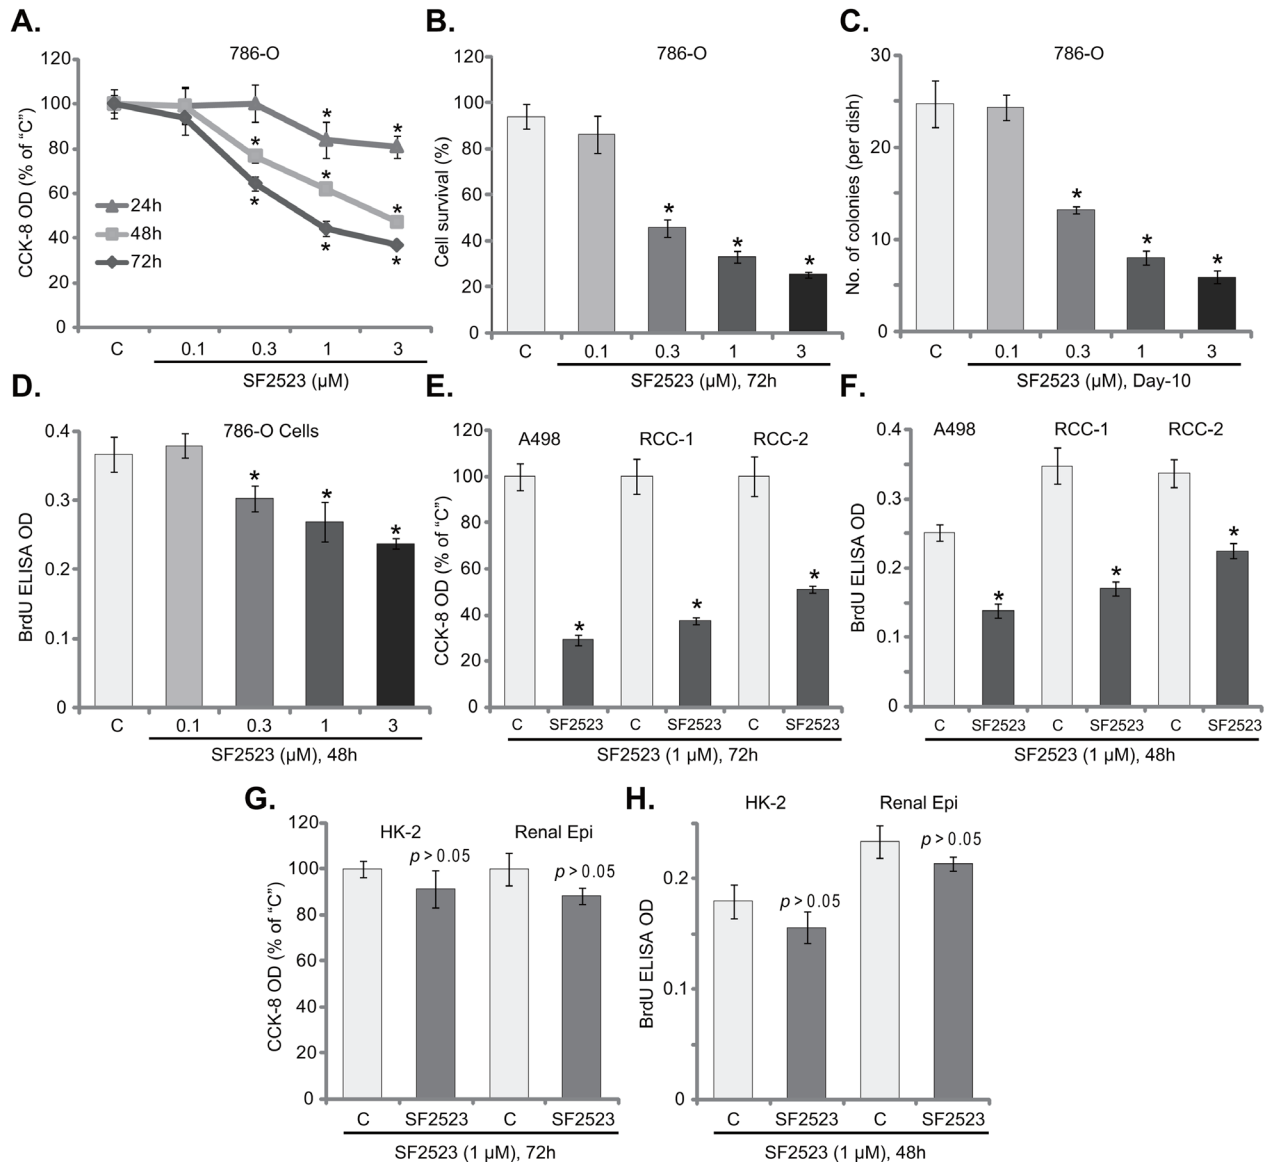 A.
786-O
CCK-8 OD (% of “C”)
120
100
80
60
40
20
0
* * * * * * * *
24h
48h
72h
C 0.1 0.3 1 3
SF2523 (µM)
B.
786-O
Cell survival (%)
120
100
80
60
40
20
0
* * *
C 0.1 0.3 1 3
SF2523 (µM), 72h
C.
786-O
No. of colonies (per dish)
30
20
10
0
* * *
C 0.1 0.3 1 3
SF2523 (µM), Day-10
D.
786-O Cells
BrdU ELISA OD
0.4
0.3
0.2
0.1
0
* * *
C 0.1 0.3 1 3
SF2523 (µM), 48h
E.
A498 RCC-1 RCC-2
CCK-8 OD (% of “C”)
120
100
80
60
40
20
0
* * *
C SF2523 C SF2523 C SF2523
SF2523 (1 µM), 72h
F.
A498 RCC-1 RCC-2
BrdU ELISA OD
0.4
0.3
0.2
0.1
0
* * *
C SF2523 C SF2523 C SF2523
SF2523 (1 µM), 48h
G.
HK-2 Renal Epi
p > 0.05 p > 0.05
CCK-8 OD (% of “C”)
120
100
80
60
40
20
0
C SF2523 C SF2523
SF2523 (1 µM), 72h
H.
HK-2 Renal Epi
p > 0.05 p > 0.05
BrdU ELISA OD
0.2
0.1
0
C SF2523 C SF2523
SF2523 (1 µM), 48h